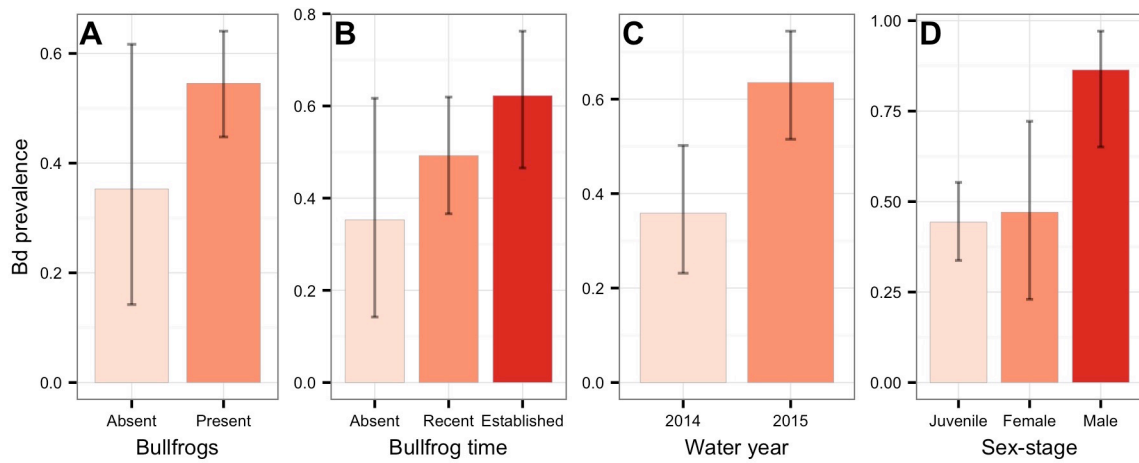 A
B
C
D
Bd prevalence
0.6
0.4
0.2
0.0
Absent
Present
Bullfrogs
0.8
0.6
0.4
0.2
0.0
Absent
Recent
Established
Bullfrog time
0.6
0.4
0.2
0.0
2014
2015
Water year
1.00
0.75
0.50
0.25
0.00
Juvenile
Female
Male
Sex-stage